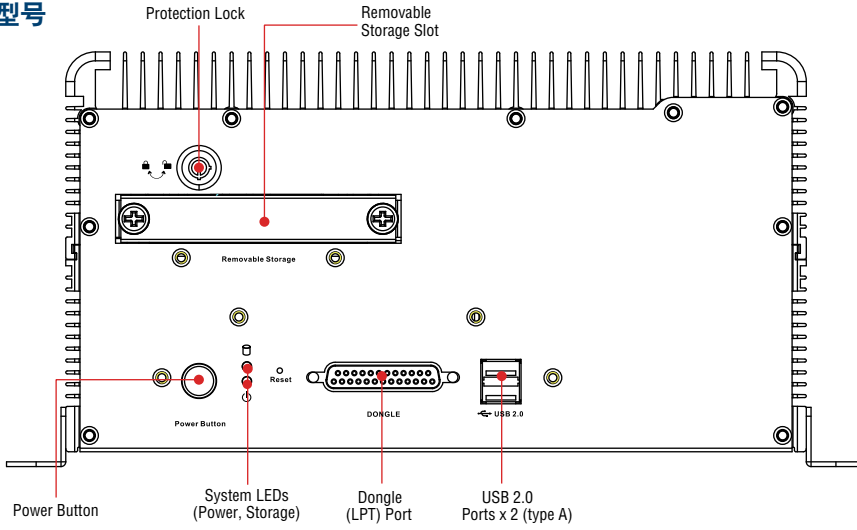 型号
Protection Lock
Removable
Storage Slot
Removable Storage
Reset
Power Button
DONGLE
USB 2.0
Power Button
System LEDs
(Power, Storage)
Dongle
(LPT) Port
USB 2.0
Ports x 2 (type A)